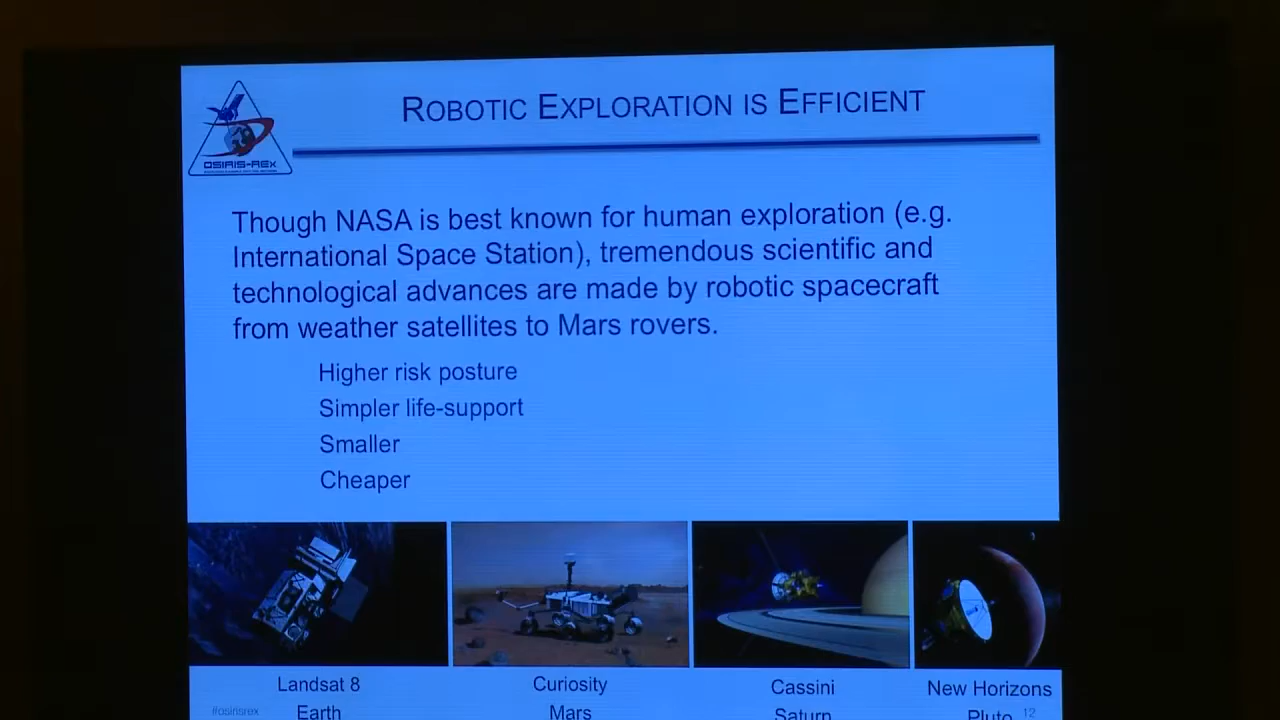 ROBOTIC EXPLORATION IS EFFICIENT
OSIRIS-REX
Though NASA is best known for human exploration (e.g.
International Space Station), tremendous scientific and
technological advances are made by robotic spacecraft
from weather satellites to Mars rovers.
Higher risk posture
Simpler life-support
Smaller
Cheaper
Landsat 8
Earth
Curiosity
Mars
Cassini
Saturn
New Horizons
Pluto
#osirisrex
12